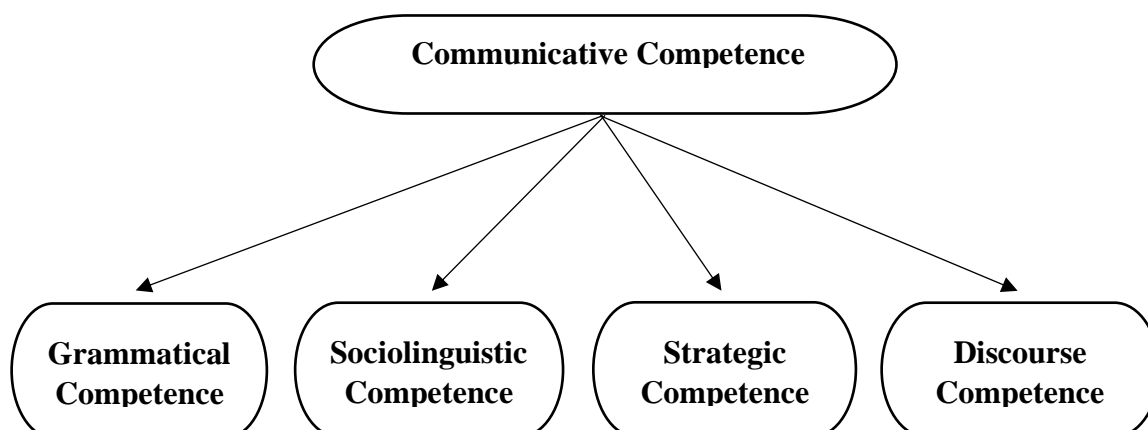 Communicative Competence
Grammatical
Competence
Sociolinguistic
Competence
Strategic
Competence
Discourse
Competence